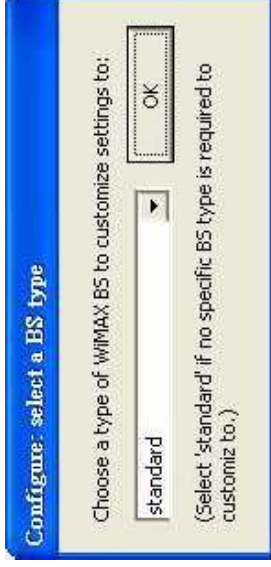 Configure: select a BS type
Choose a type of WiMAX BS to customize settings to:
standard
OK
(Select 'standard' if no specific BS type is required to
customiz to.)